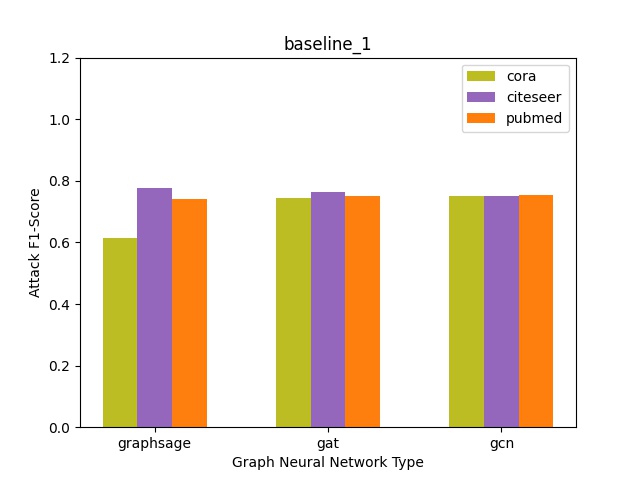 baseline_1
cora
citeseer
pubmed
Attack F1-Score
1.2
1.0
0.8
0.6
0.4
0.2
0.0
graphsage
gat
gcn
Graph Neural Network Type